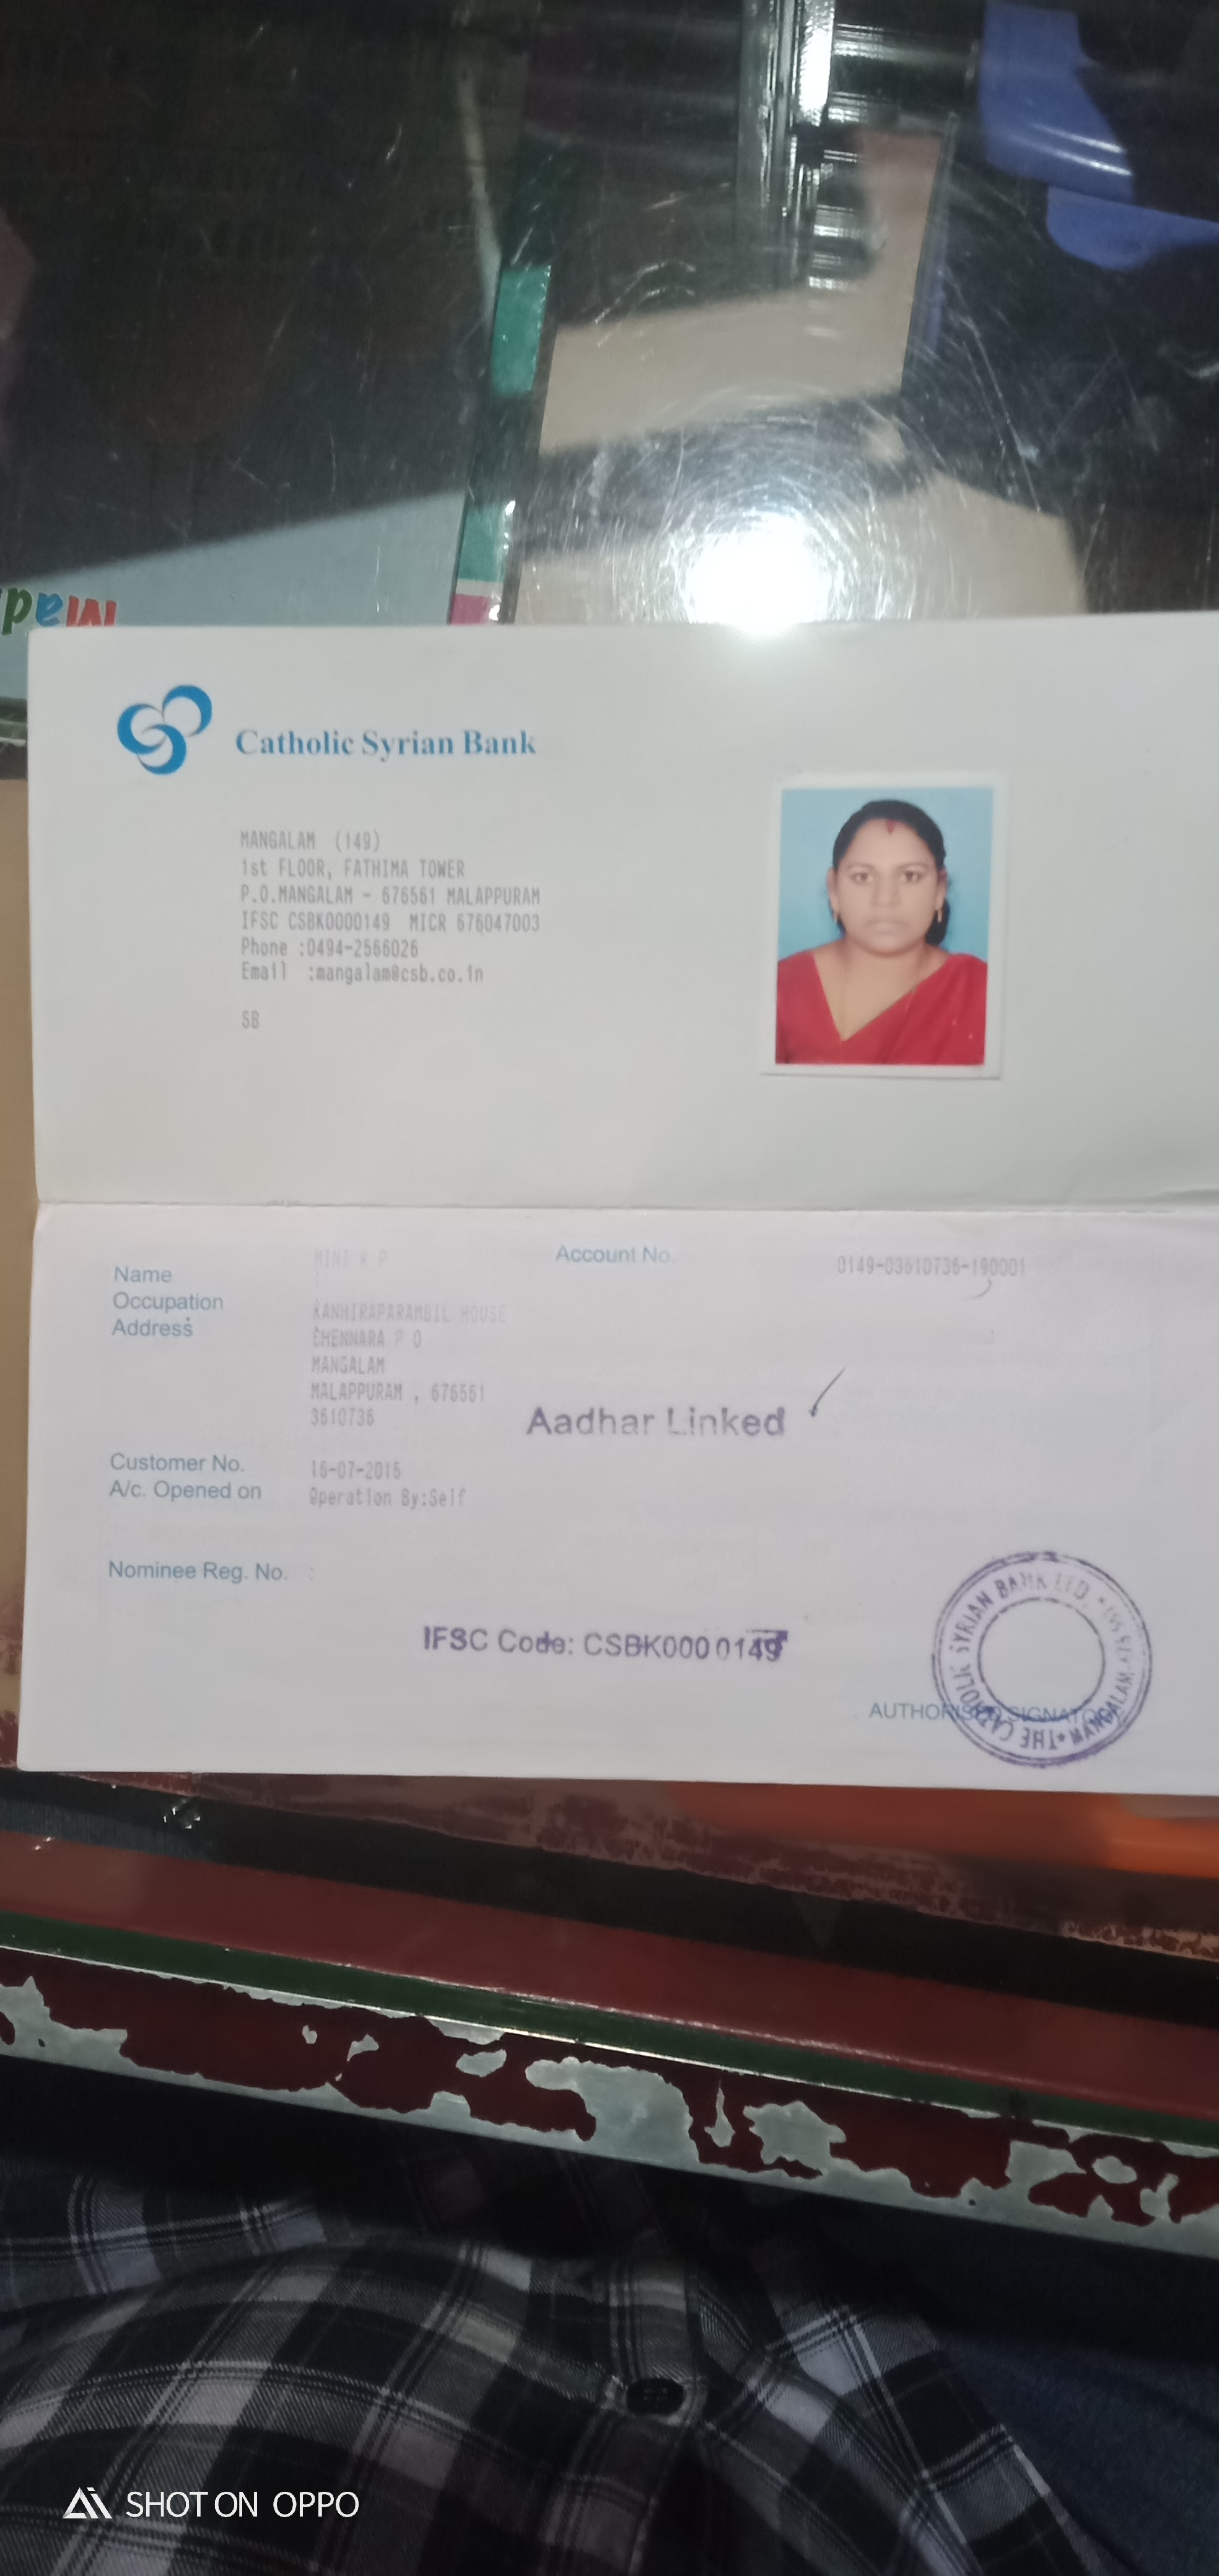 Mad
Catholic Syrian Bank
MANGALAM (149)
1st FLOOR, FATHIMA TOWER
P.O.MANGALAM - 676561 MALAPPURAM
IFSC CSBK0000149 MICR 676047003
Phone :0494-2566026
Email :mangalam@csb.co.in
SB
Name MINI K P
Account No. 0149-03610736-190001
Occupation :
Address KANHIRAPARAMBIL HOUSE
CHENNARA P O
MANGALAM
MALAPPURAM , 676561
3610736
Aadhar Linked
Customer No. 16-07-2015
A/c. Opened on Operation By:Self
Nominee Reg. No. :
IFSC Code: CSBK0000149
AUTHORISED SIGNATORY
THE CATHOLIC SYRIAN BANK LTD. * MANGALAM
SHOT ON OPPO